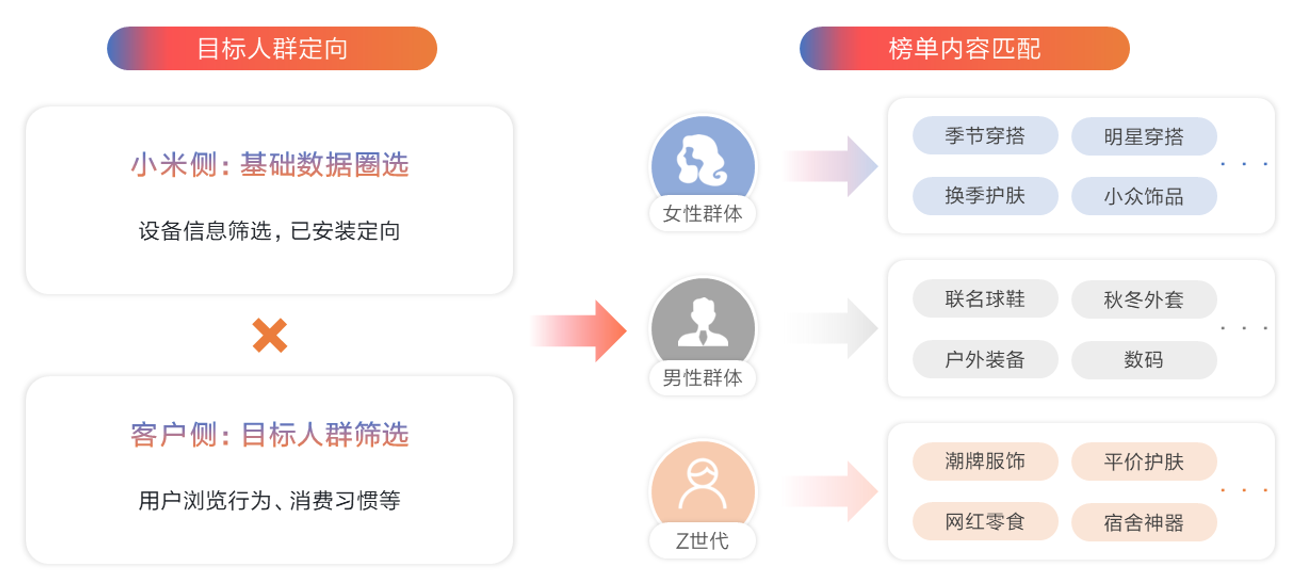 目标人群定向
榜单内容匹配
小米侧：基础数据圈选
设备信息筛选，已安装定向
客户侧：目标人群筛选
用户浏览行为、消费习惯等
女性群体
季节穿搭
明星穿搭
换季护肤
小众饰品
男性群体
联名球鞋
秋冬外套
户外装备
数码
Z世代
潮牌服饰
平价护肤
网红零食
宿舍神器